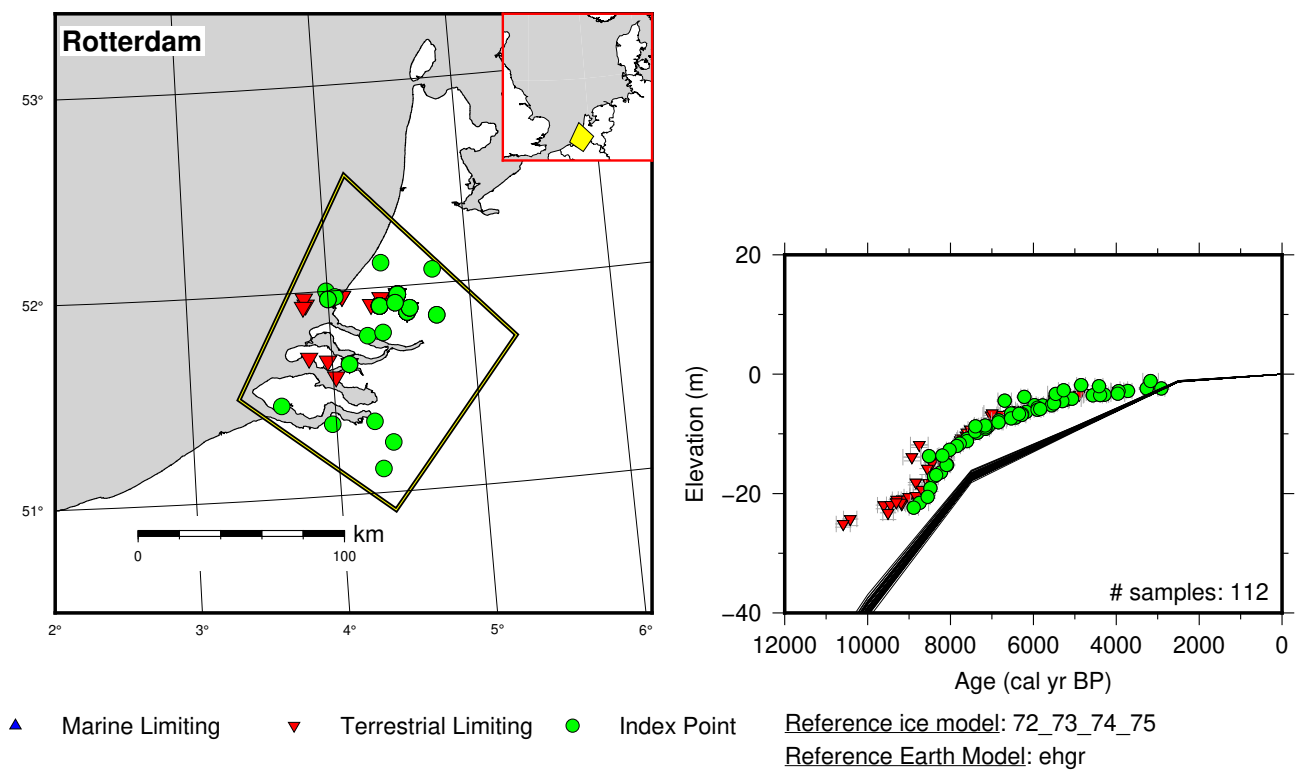 Rotterdam
53°
52°
51°
km
0 100
2° 3° 4° 5° 6°
20
0
−20
−40
Elevation (m)
# samples: 112
12000 10000 8000 6000 4000 2000 0
Age (cal yr BP)
Marine Limiting Terrestrial Limiting Index Point
Reference ice model: 72_73_74_75
Reference Earth Model: ehgr